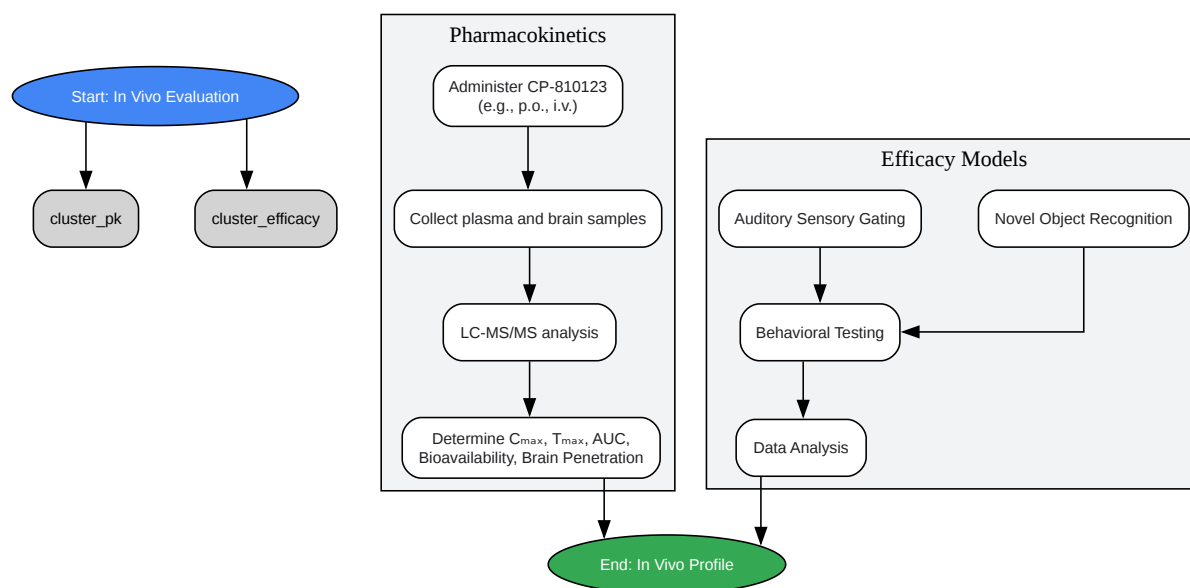 Start: In Vivo Evaluation
cluster_pk
cluster_efficacy
Pharmacokinetics
Administer CP-810123
(e.g., p.o., i.v.)
Collect plasma and brain samples
LC-MS/MS analysis
Determine Cₘₐₓ, Tₘₐₓ, AUC,
Bioavailability, Brain Penetration
Efficacy Models
Auditory Sensory Gating
Novel Object Recognition
Behavioral Testing
Data Analysis
End: In Vivo Profile